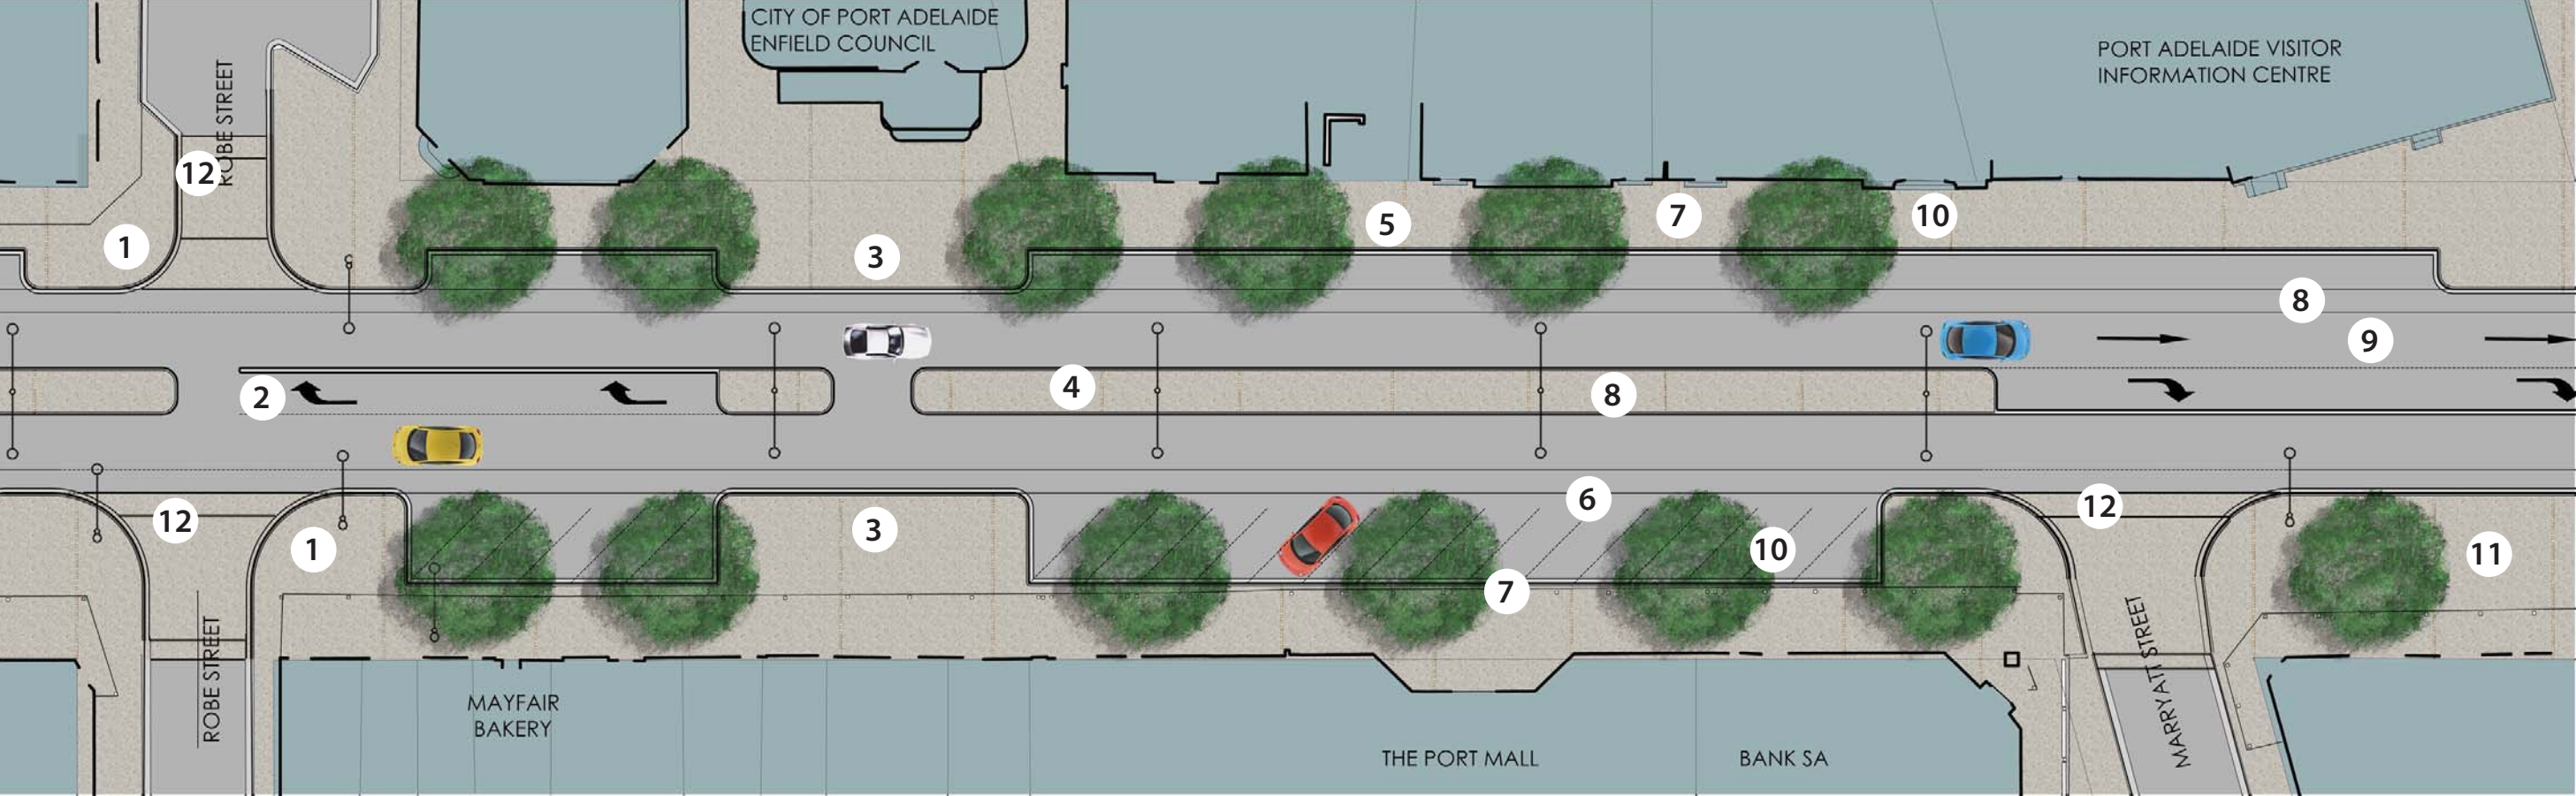 CITY OF PORT ADELAIDE
ENFIELD COUNCIL
PORT ADELAIDE VISITOR
INFORMATION CENTRE
ROBE STREET
12
1
3
5
7
10
8
9
2
4
8
12
1
3
6
7
10
12
11
ROBE STREET
MARRYATT STREET
MAYFAIR
BAKERY
THE PORT MALL
BANK SA